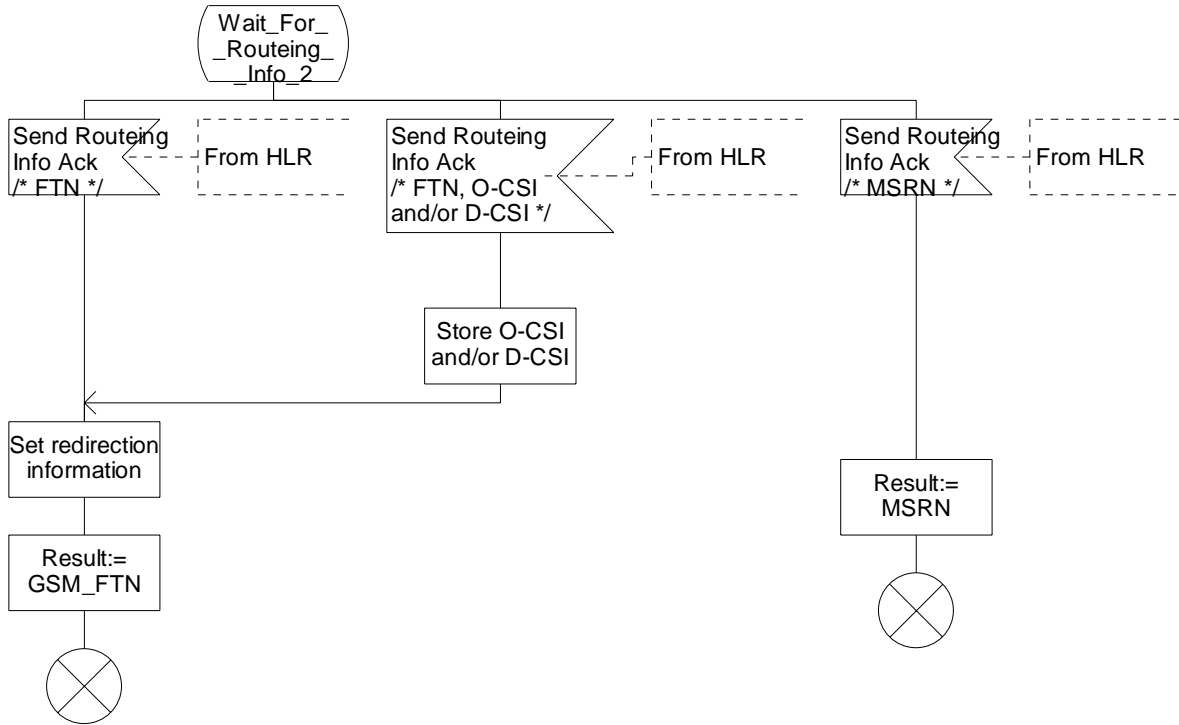 Wait_For_
_Routeing_
_Info_2
Send Routeing
Info Ack
/* FTN */
From HLR
Send Routeing
Info Ack
/* FTN, O-CSI
and/or D-CSI */
From HLR
Send Routeing
Info Ack
/* MSRN */
From HLR
Store O-CSI
and/or D-CSI
Set redirection
information
Result:=
MSRN
Result:=
GSM_FTN